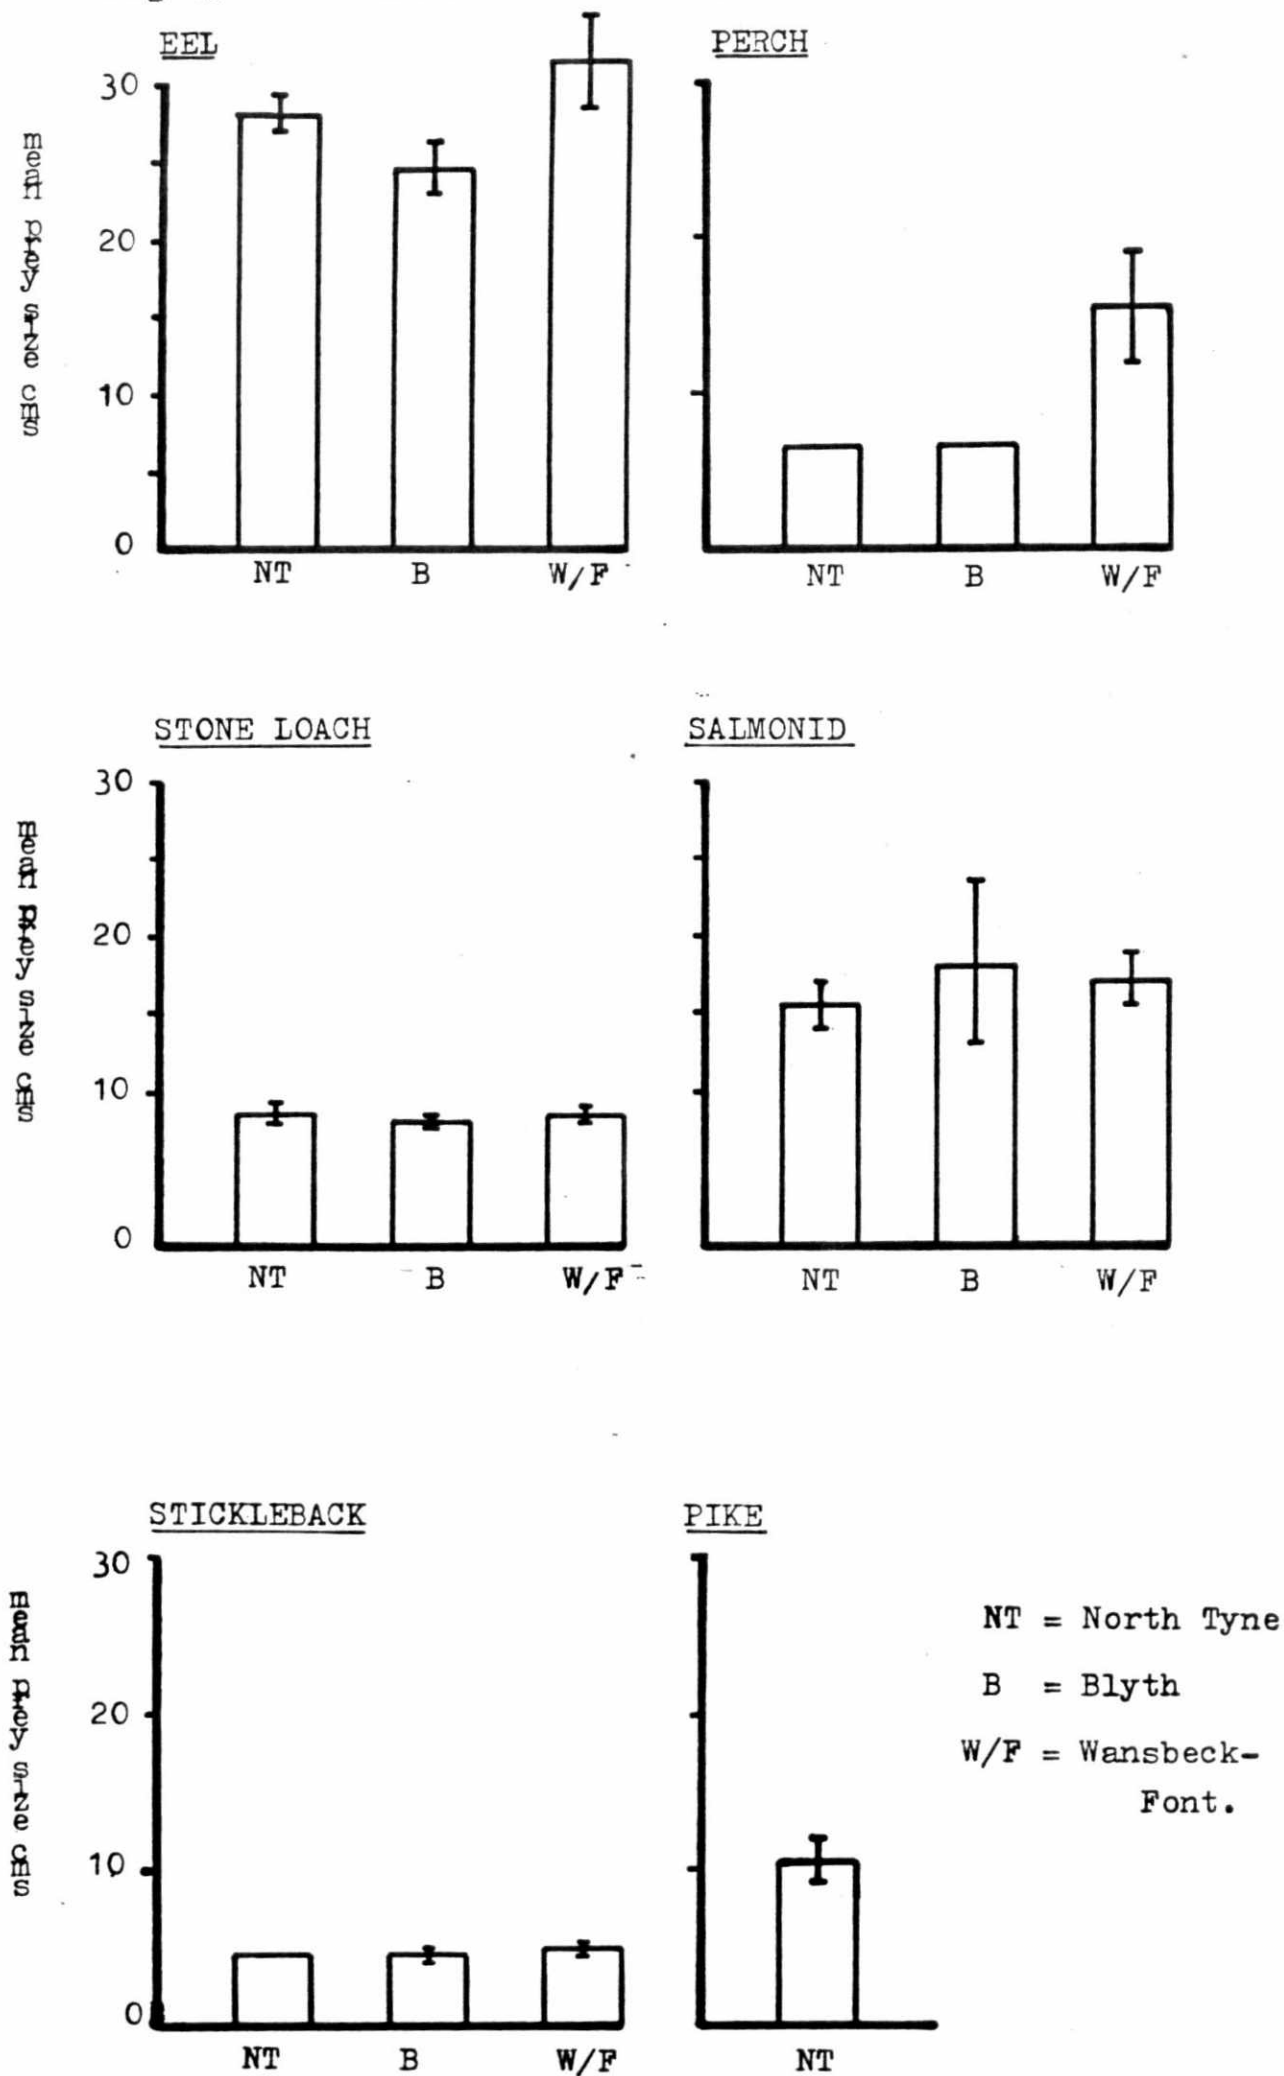 EEL
PERCH
mean prey size cms
30
20
10
0
NT B W/F
NT B W/F
STONE LOACH
SALMONID
mean prey size cms
30
20
10
0
NT B W/F
NT B W/F
STICKLEBACK
PIKE
mean prey size cms
30
20
10
0
NT B W/F
NT
NT = North Tyne
B = Blyth
W/F = Wansbeck-
Font.